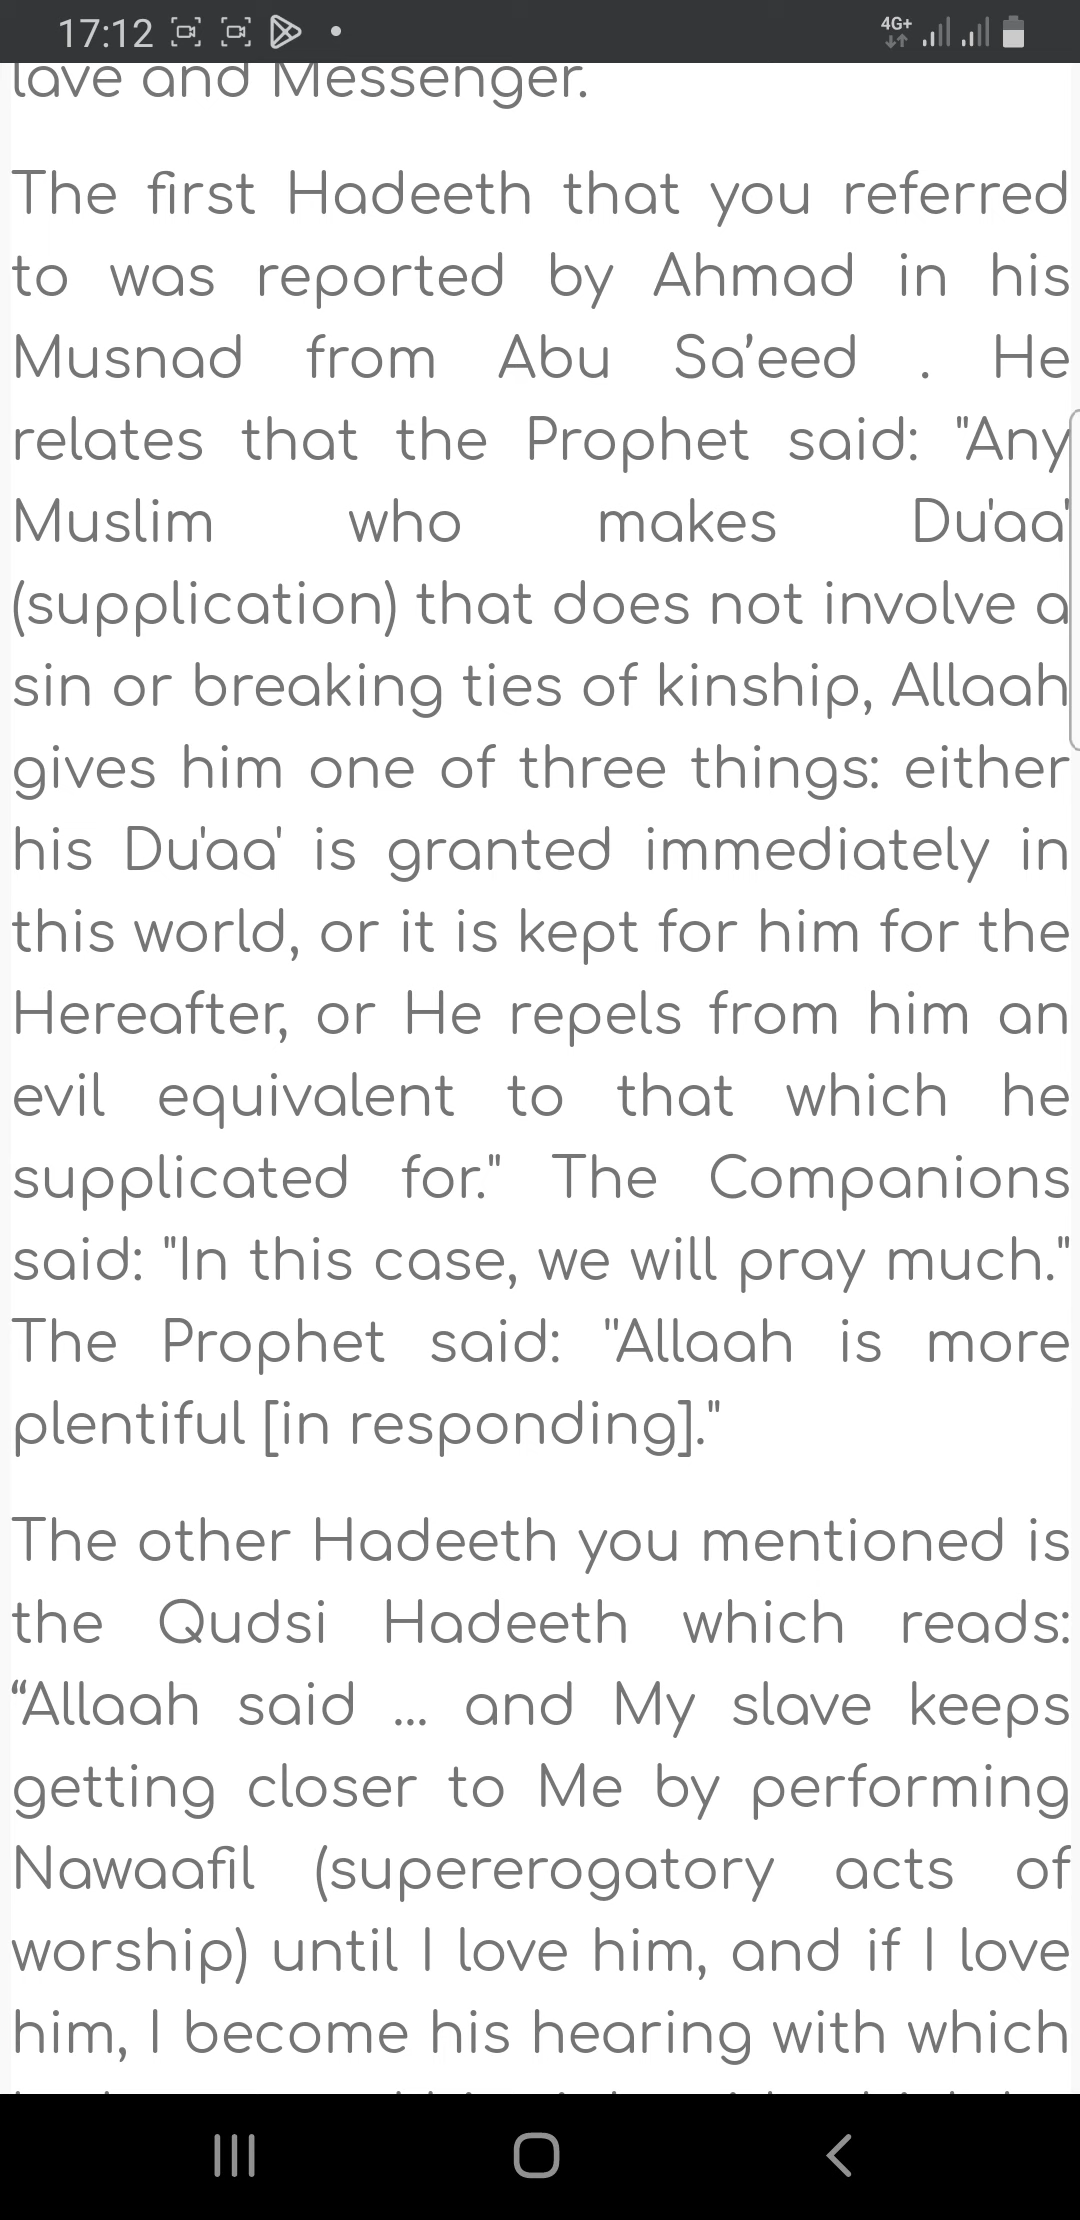 17:12
4G+
lave and Messenger.
The first Hadeeth that you referred
to was reported by Ahmad in his
Musnad from Abu Sa’eed . He
relates that the Prophet said: "Any
Muslim who makes Du'aa'
(supplication) that does not involve a
sin or breaking ties of kinship, Allaah
gives him one of three things: either
his Du'aa' is granted immediately in
this world, or it is kept for him for the
Hereafter, or He repels from him an
evil equivalent to that which he
supplicated for." The Companions
said: "In this case, we will pray much."
The Prophet said: "Allaah is more
plentiful [in responding]."
The other Hadeeth you mentioned is
the Qudsi Hadeeth which reads:
“Allaah said ... and My slave keeps
getting closer to Me by performing
Nawaafil (supererogatory acts of
worship) until I love him, and if I love
him, I become his hearing with which